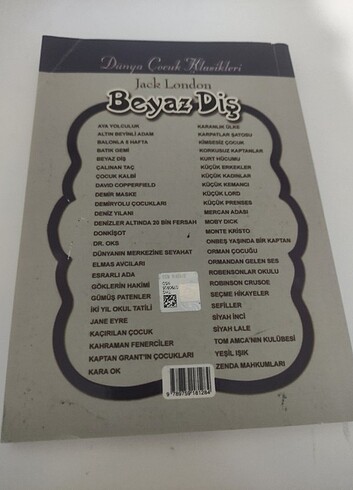 Dünya Çocuk Klasikleri
Jack London
Beyaz Diş
AYA YOLCULUK
ALTIN BEYİNLİ ADAM
BALONLA 5 HAFTA
BATIK GEMİ
BEYAZ DİŞ
ÇALINAN TAÇ
ÇOCUK KALBİ
DAVID COPPERFIELD
DEMİR MASKE
DEMİRYOLU ÇOCUKLARI
DENİZ YILANI
DENİZLER ALTINDA 20 BİN FERSAH
DONKİŞOT
DR. OKS
DÜNYANIN MERKEZİNE SEYAHAT
ELMAS AVCILARI
ESRARLI ADA
GÖKLERİN HAKİMİ
GÜMÜŞ PATENLER
İKİ YIL OKUL TATİLİ
JANE EYRE
KAÇIRILAN ÇOCUK
KAHRAMAN FENERCİLER
KAPTAN GRANT'IN ÇOCUKLARI
KARA OK
KARANLIK ÜLKE
KARPATLAR ŞATOSU
KİMSESİZ ÇOCUK
KORKUSUZ KAPTANLAR
KURT HÜCUMU
KÜÇÜK ERKEKLER
KÜÇÜK KADINLAR
KÜÇÜK KEMANCI
KÜÇÜK LORD
KÜÇÜK PRENSES
MERCAN ADASI
MOBY DICK
MONTE KRİSTO
ONBEŞ YAŞINDA BİR KAPTAN
ORMAN ÇOCUĞU
ORMANDAN GELEN SES
ROBENSONLAR OKULU
ROBINSON CRUSOE
SEÇME HİKAYELER
SEFİLLER
SİYAH İNCİ
SİYAH LALE
TOM AMCA'NIN KULÜBESİ
YEŞİL IŞIK
ZENDA MAHKUMLARI
9789759181284